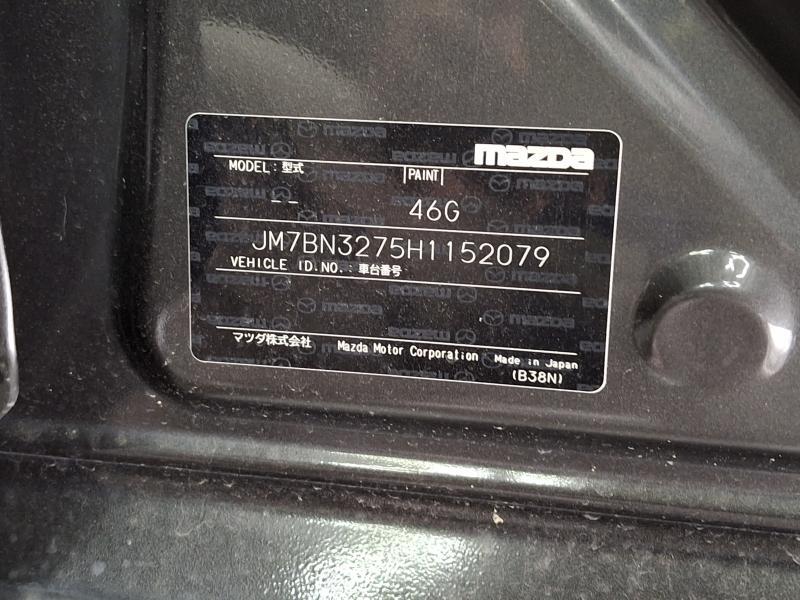 mazda
MODEL: 型式
PAINT
-- 46G
JM7BN3275H1152079
VEHICLE ID.NO.: 車台番号
マツダ株式会社 Mazda Motor Corporation Made in Japan
(B38N)